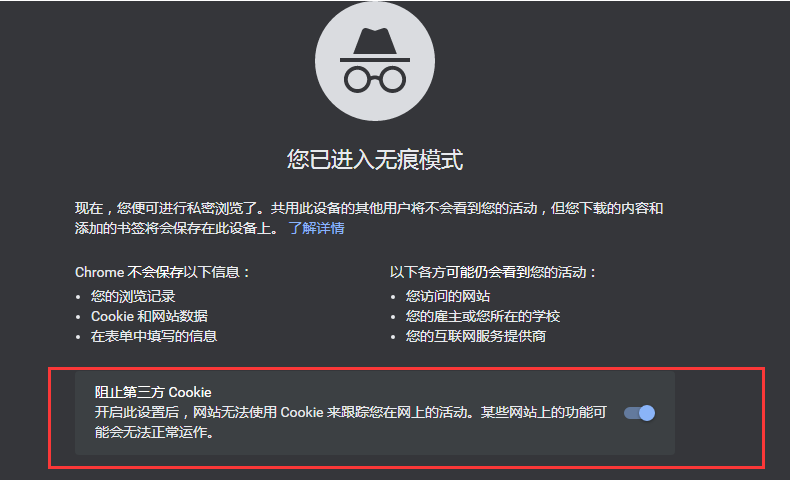 您已进入无痕模式
现在，您便可进行私密浏览了。共用此设备的其他用户将不会看到您的活动，但您下载的内容和
添加的书签将会保存在此设备上。 了解详情
Chrome 不会保存以下信息：
• 您的浏览记录
• Cookie 和网站数据
• 在表单中填写的信息
以下各方可能仍会看到您的活动：
• 您访问的网站
• 您的雇主或您所在的学校
• 您的互联网服务提供商
阻止第三方 Cookie
开启此设置后，网站无法使用 Cookie 来跟踪您在网上的活动。某些网站上的功能可
能会无法正常运作。